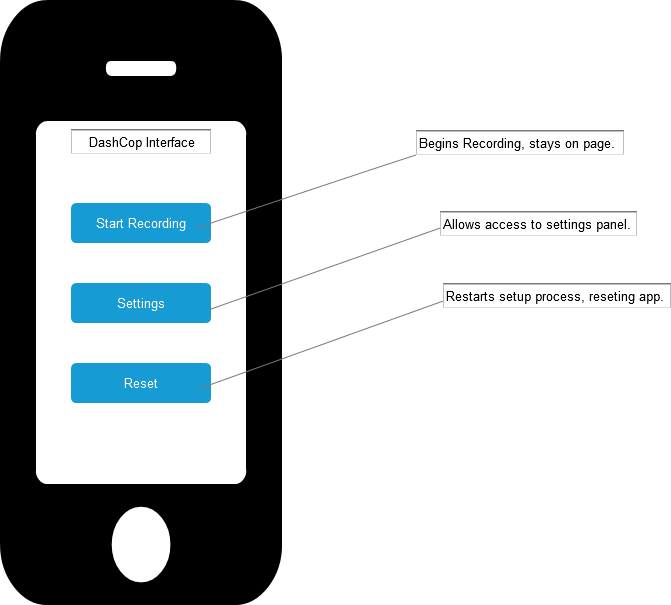 DashCop Interface
Begins Recording, stays on page.
Start Recording
Allows access to settings panel.
Settings
Restarts setup process, reseting app.
Reset